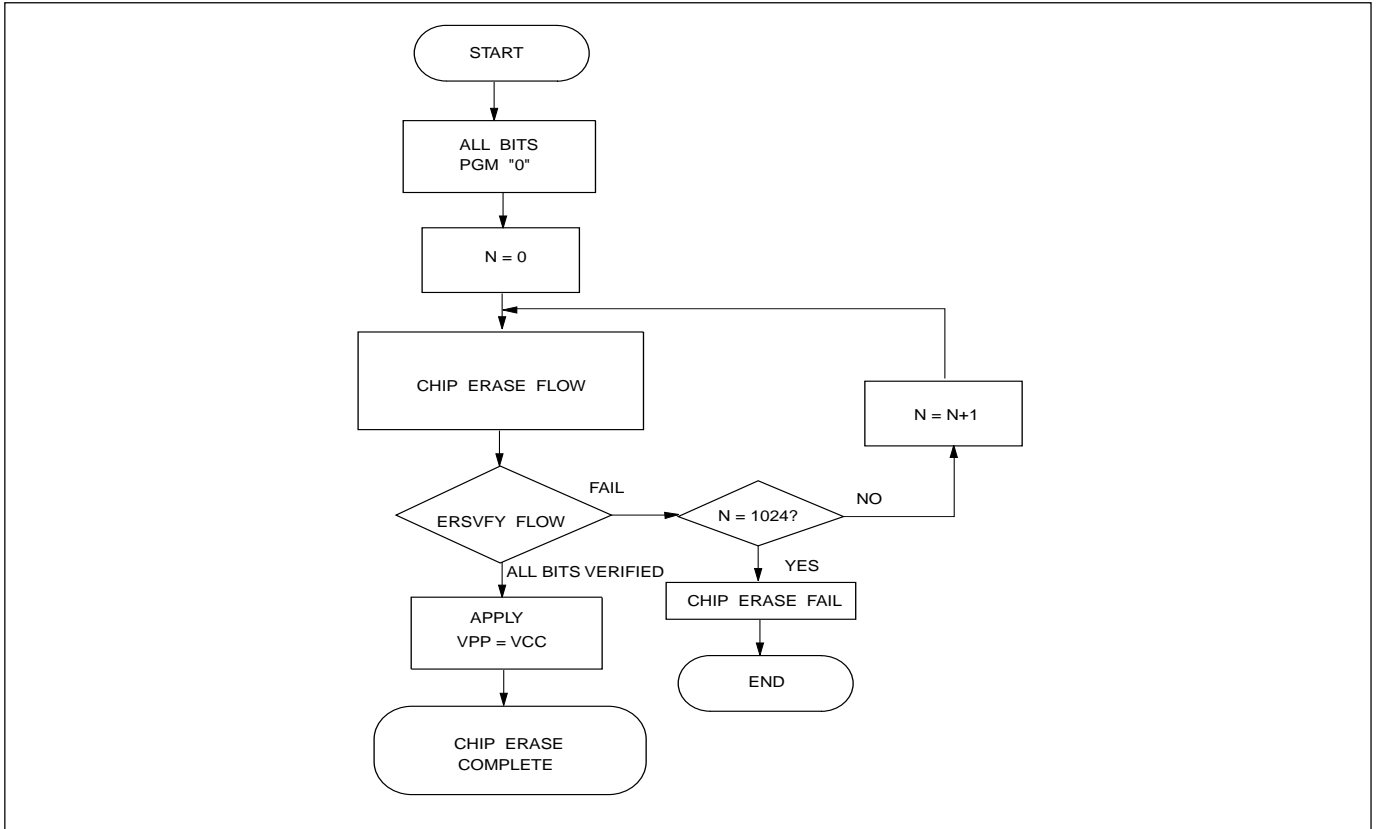 START
ALL BITS
PGM "0"
N = 0
CHIP ERASE FLOW
N = N+1
FAIL
NO
ERSVFY FLOW
N = 1024?
YES
ALL BITS VERIFIED
CHIP ERASE FAIL
APPLY
VPP = VCC
END
CHIP ERASE
COMPLETE